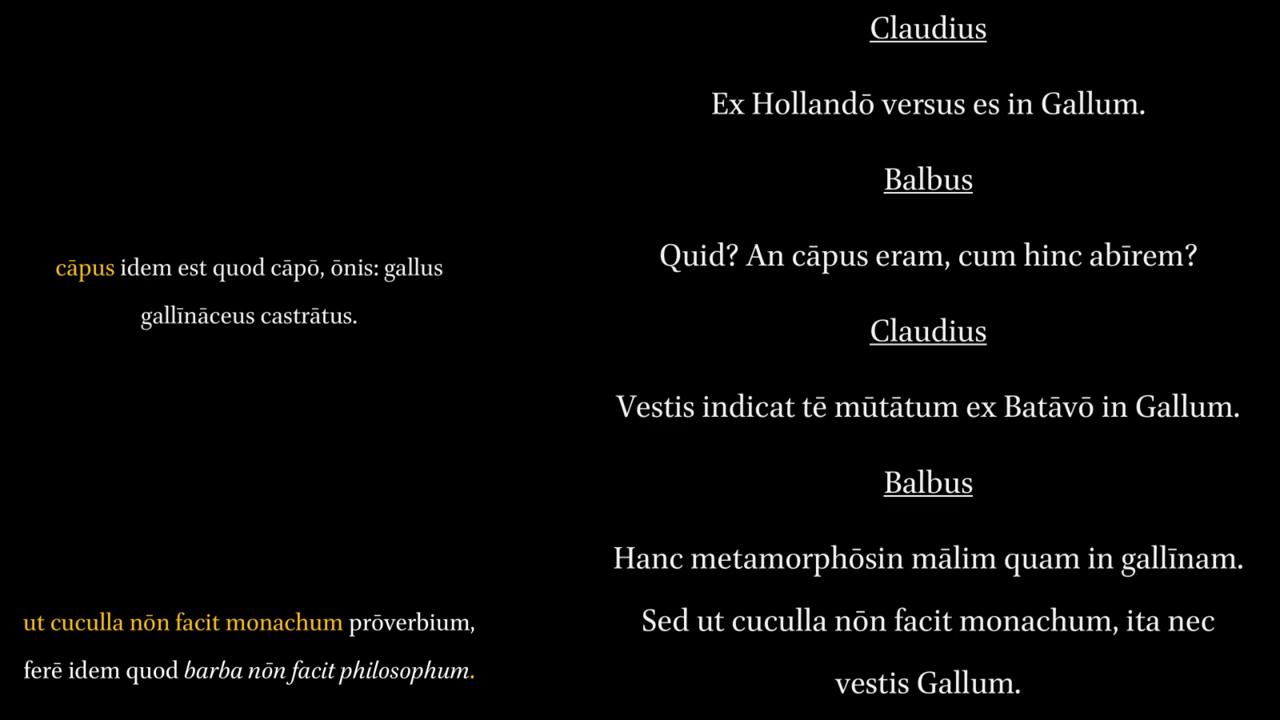 Claudius
Ex Hollandō versus es in Gallum.
Balbus
Quid? An cāpus eram, cum hinc abīrem?
cāpus idem est quod cāpō, ōnis: gallus
gallīnāceus castrātus.
Claudius
Vestis indicat tē mūtātum ex Batāvō in Gallum.
Balbus
Hanc metamorphōsin mālim quam in gallīnam.
Sed ut cuculla nōn facit monachum, ita nec
vestis Gallum.
ut cuculla nōn facit monachum prōverbium,
ferē idem quod barba nōn facit philosophum.